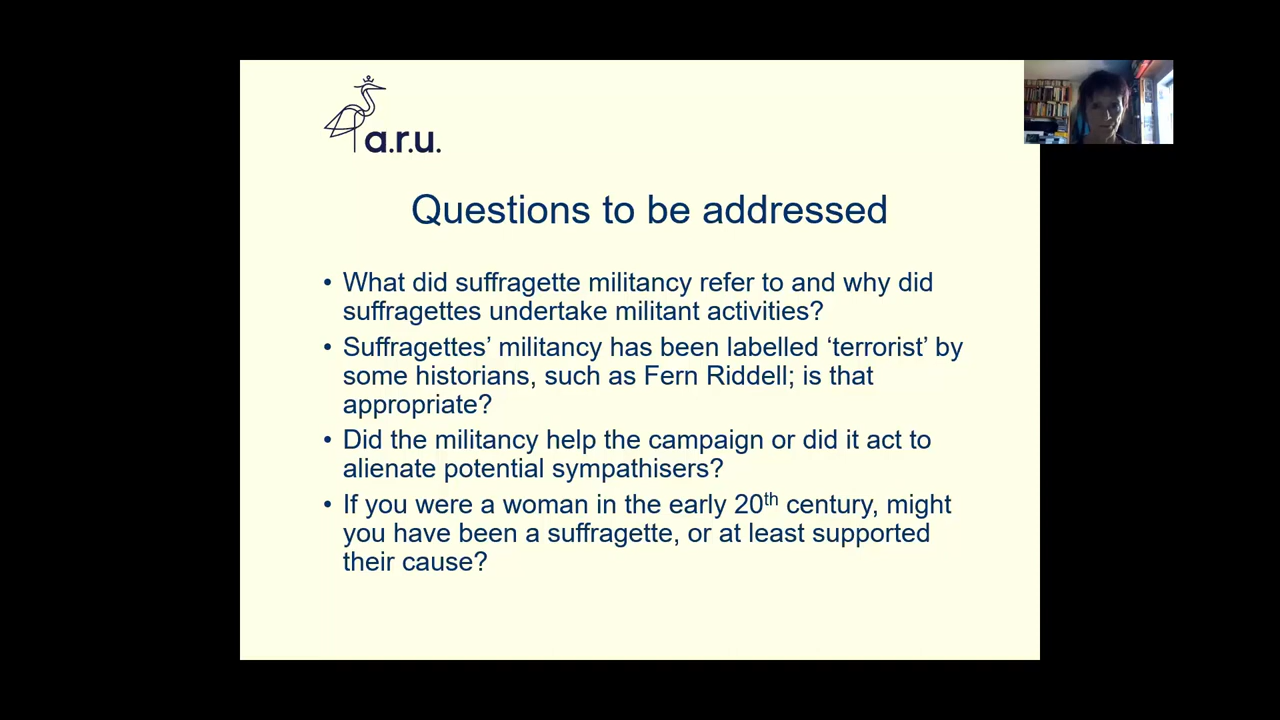 a.r.u.
Questions to be addressed
• What did suffragette militancy refer to and why did
suffragettes undertake militant activities?
• Suffragettes’ militancy has been labelled ‘terrorist’ by
some historians, such as Fern Riddell; is that
appropriate?
• Did the militancy help the campaign or did it act to
alienate potential sympathisers?
• If you were a woman in the early 20th century, might
you have been a suffragette, or at least supported
their cause?